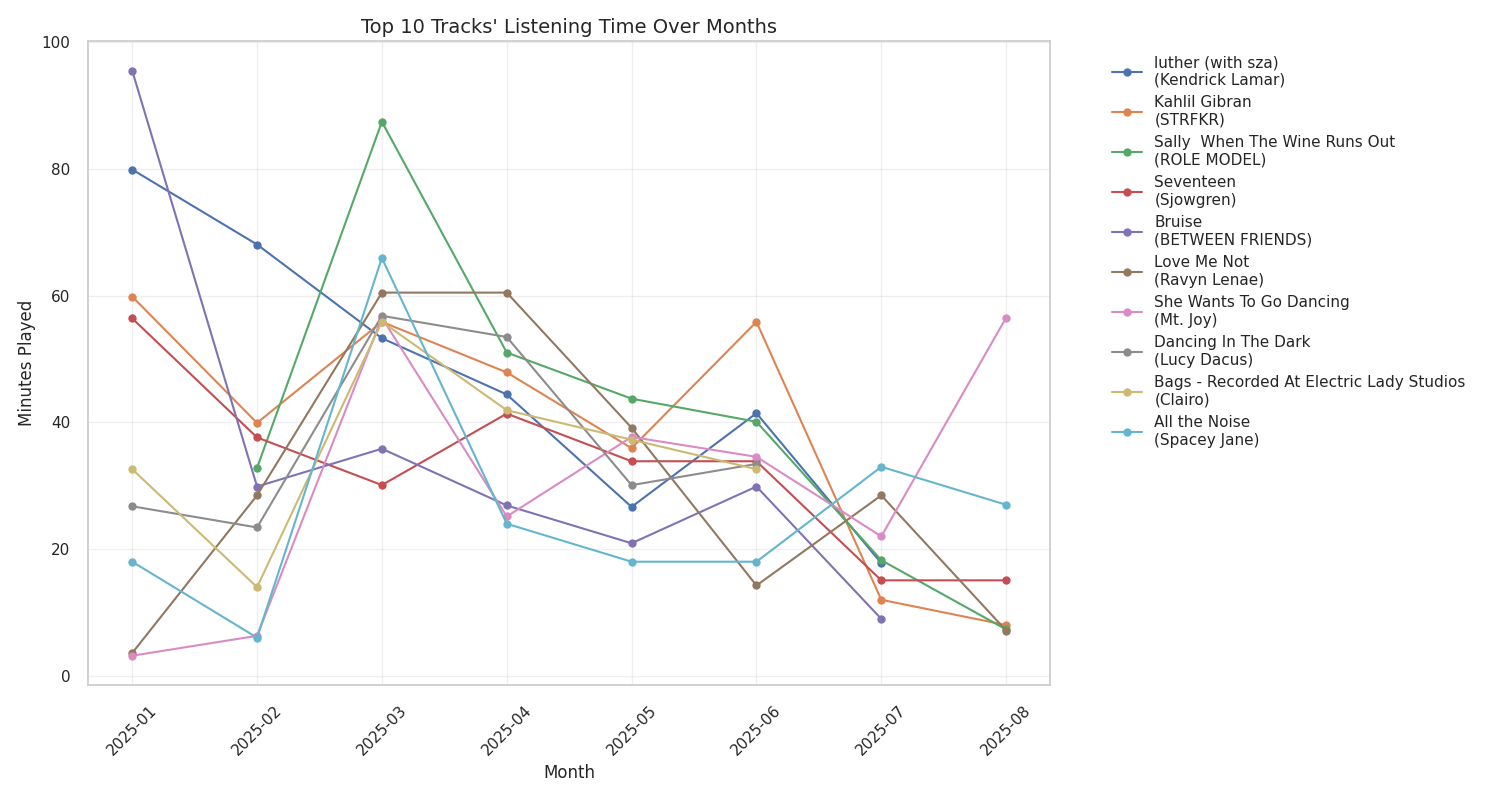 Top 10 Tracks' Listening Time Over Months
100
80
60
40
20
0
Minutes Played
2025-01
2025-02
2025-03
2025-04
2025-05
2025-06
2025-07
2025-08
Month
luther (with sza)
(Kendrick Lamar)
Kahlil Gibran
(STRFKR)
Sally  When The Wine Runs Out
(ROLE MODEL)
Seventeen
(Sjowgren)
Bruise
(BETWEEN FRIENDS)
Love Me Not
(Ravyn Lenae)
She Wants To Go Dancing
(Mt. Joy)
Dancing In The Dark
(Lucy Dacus)
Bags - Recorded At Electric Lady Studios
(Clairo)
All the Noise
(Spacey Jane)